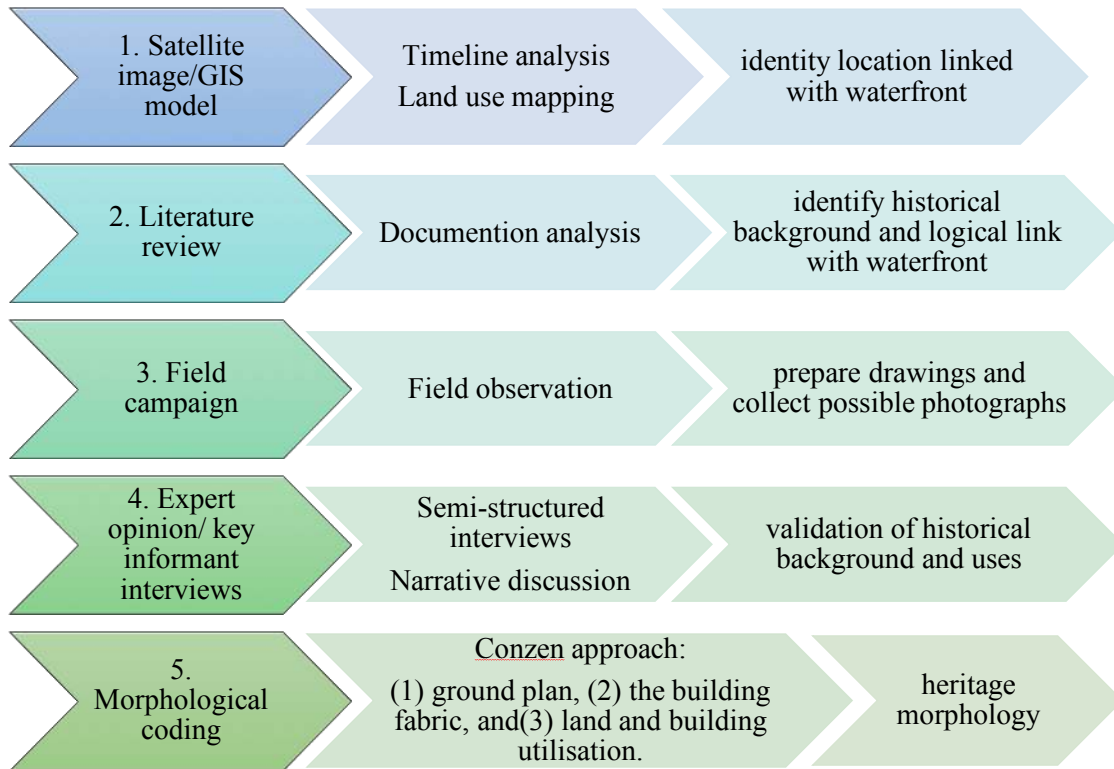 1. Satellite
image/GIS
model
Timeline analysis
Land use mapping
identity location linked
with waterfront
2. Literature
review
Documention analysis
identify historical
background and logical link
with waterfront
3. Field
campaign
Field observation
prepare drawings and
collect possible photographs
4. Expert
opinion/ key
informant
interviews
Semi-structured
interviews
Narrative discussion
validation of historical
background and uses
5.
Morphological
coding
Conzen approach:
(1) ground plan, (2) the building
fabric, and(3) land and building
utilisation.
heritage
morphology